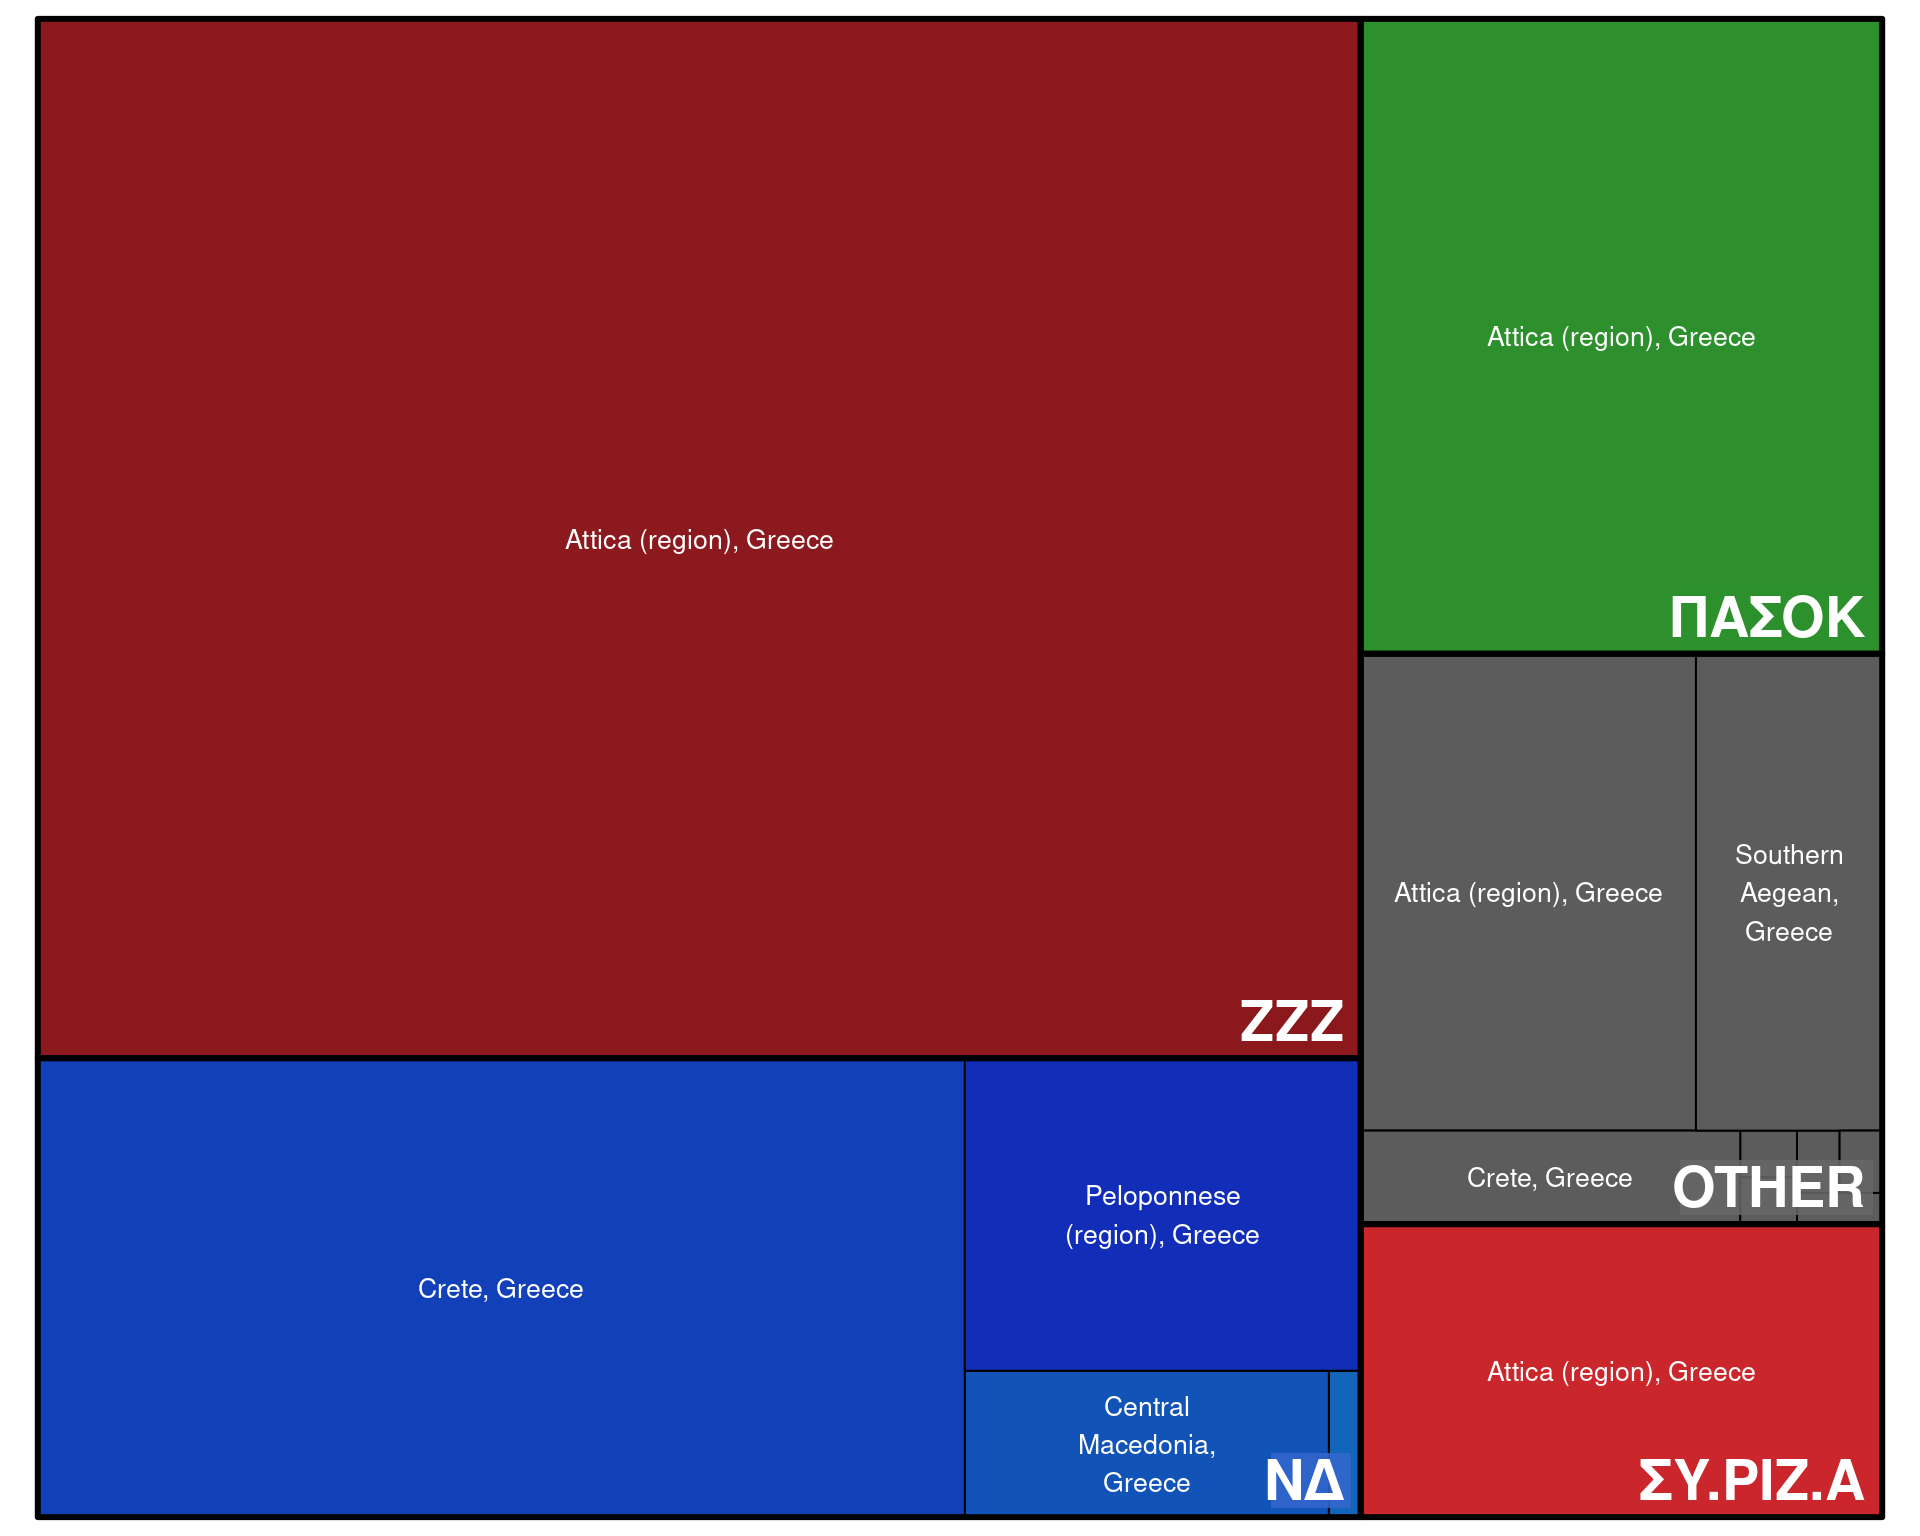 Attica (region), Greece
ZZZ
Attica (region), Greece
ΠΑΣΟΚ
Attica (region), Greece
Southern
Aegean,
Greece
Crete, Greece
OTHER
Crete, Greece
Peloponnese
(region), Greece
Central
Macedonia,
Greece
ΝΔ
Attica (region), Greece
ΣΥ.ΡΙΖ.Α